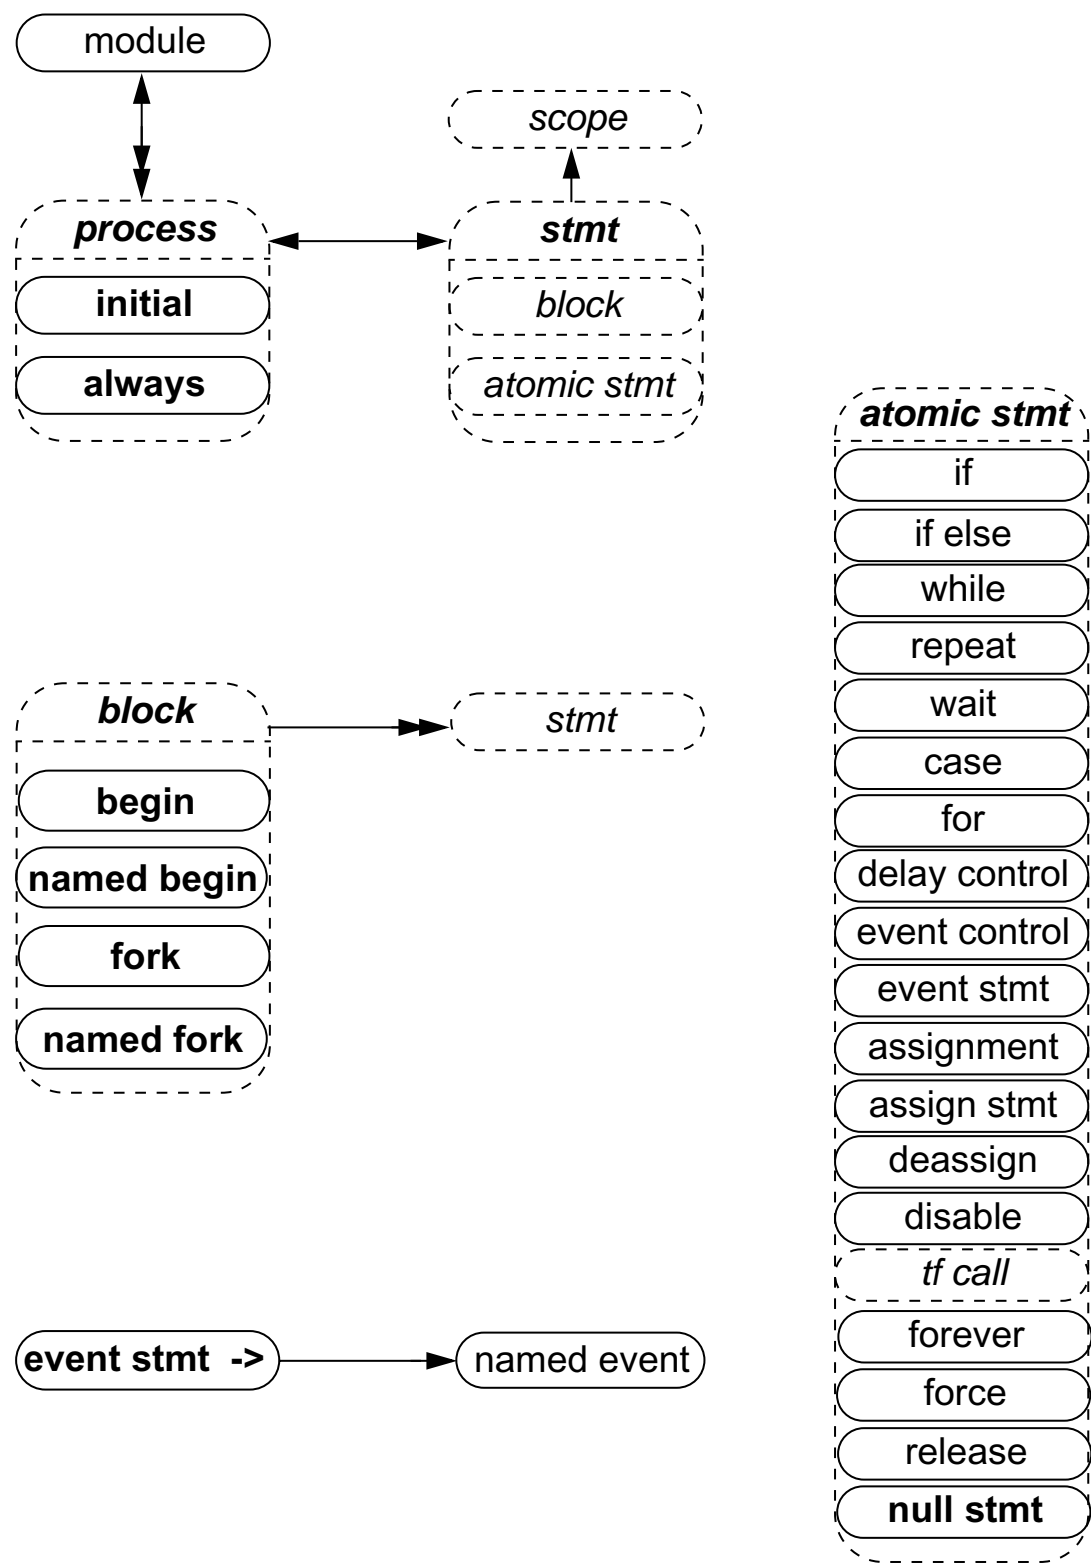 module
scope
process
stmt
initial
block
always
atomic stmt
atomic stmt
if
if else
while
repeat
wait
case
for
delay control
event control
event stmt
assignment
assign stmt
deassign
disable
tf call
forever
force
release
null stmt
block
stmt
begin
named begin
fork
named fork
event stmt ->
named event